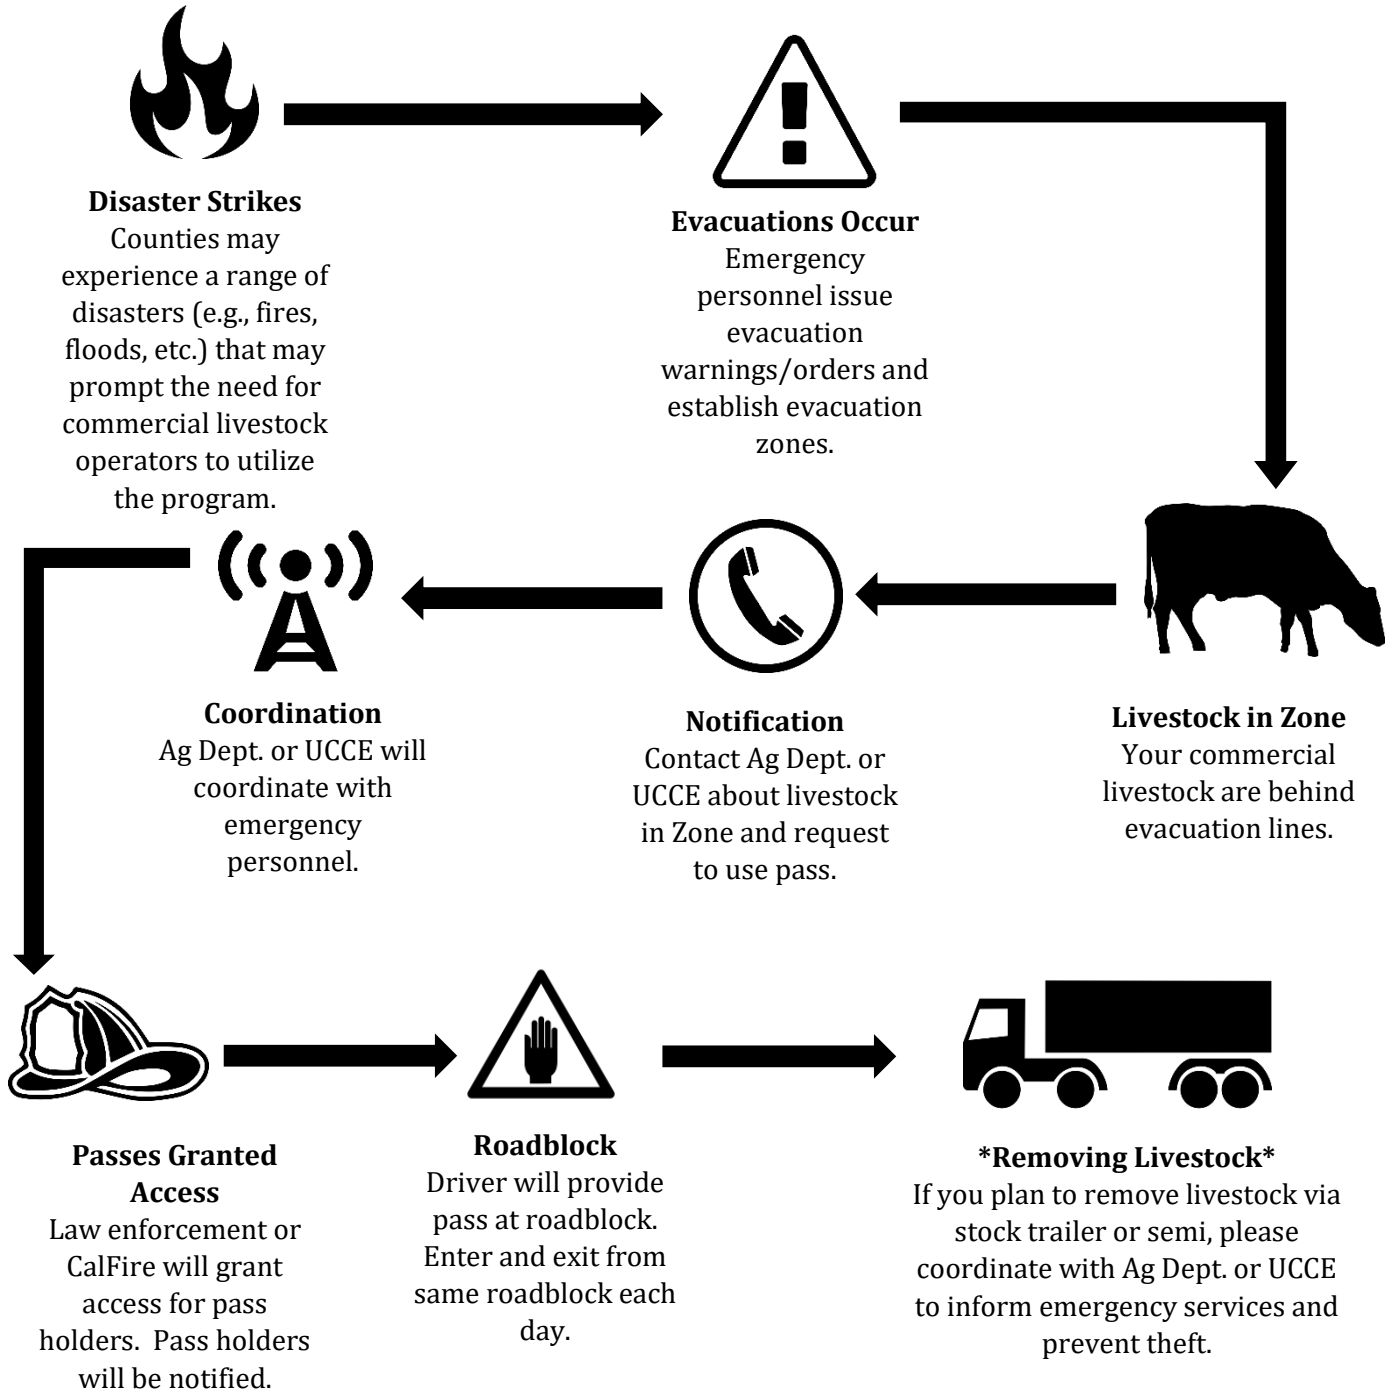 Disaster Strikes
Counties may
experience a range of
disasters (e.g., fires,
floods, etc.) that may
prompt the need for
commercial livestock
operators to utilize
the program.
Evacuations Occur
Emergency
personnel issue
evacuation
warnings/orders and
establish evacuation
zones.
Livestock in Zone
Your commercial
livestock are behind
evacuation lines.
Notification
Contact Ag Dept. or
UCCE about livestock
in Zone and request
to use pass.
Coordination
Ag Dept. or UCCE will
coordinate with
emergency
personnel.
Passes Granted
Access
Law enforcement or
CalFire will grant
access for pass
holders.  Pass holders
will be notified.
Roadblock
Driver will provide
pass at roadblock.
Enter and exit from
same roadblock each
day.
*Removing Livestock*
If you plan to remove livestock via
stock trailer or semi, please
coordinate with Ag Dept. or UCCE
to inform emergency services and
prevent theft.